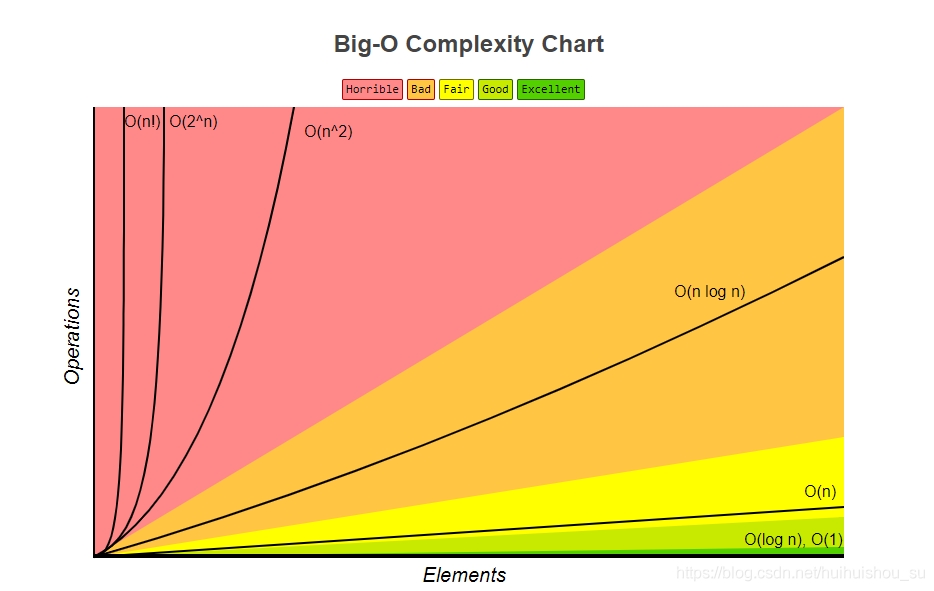 Big-O Complexity Chart
Horrible Bad Fair Good Excellent
O(n!) O(2^n)
O(n^2)
O(n log n)
Operations
O(n)
O(log n), O(1)
Elements
https://blog.csdn.net/huihuishou_su